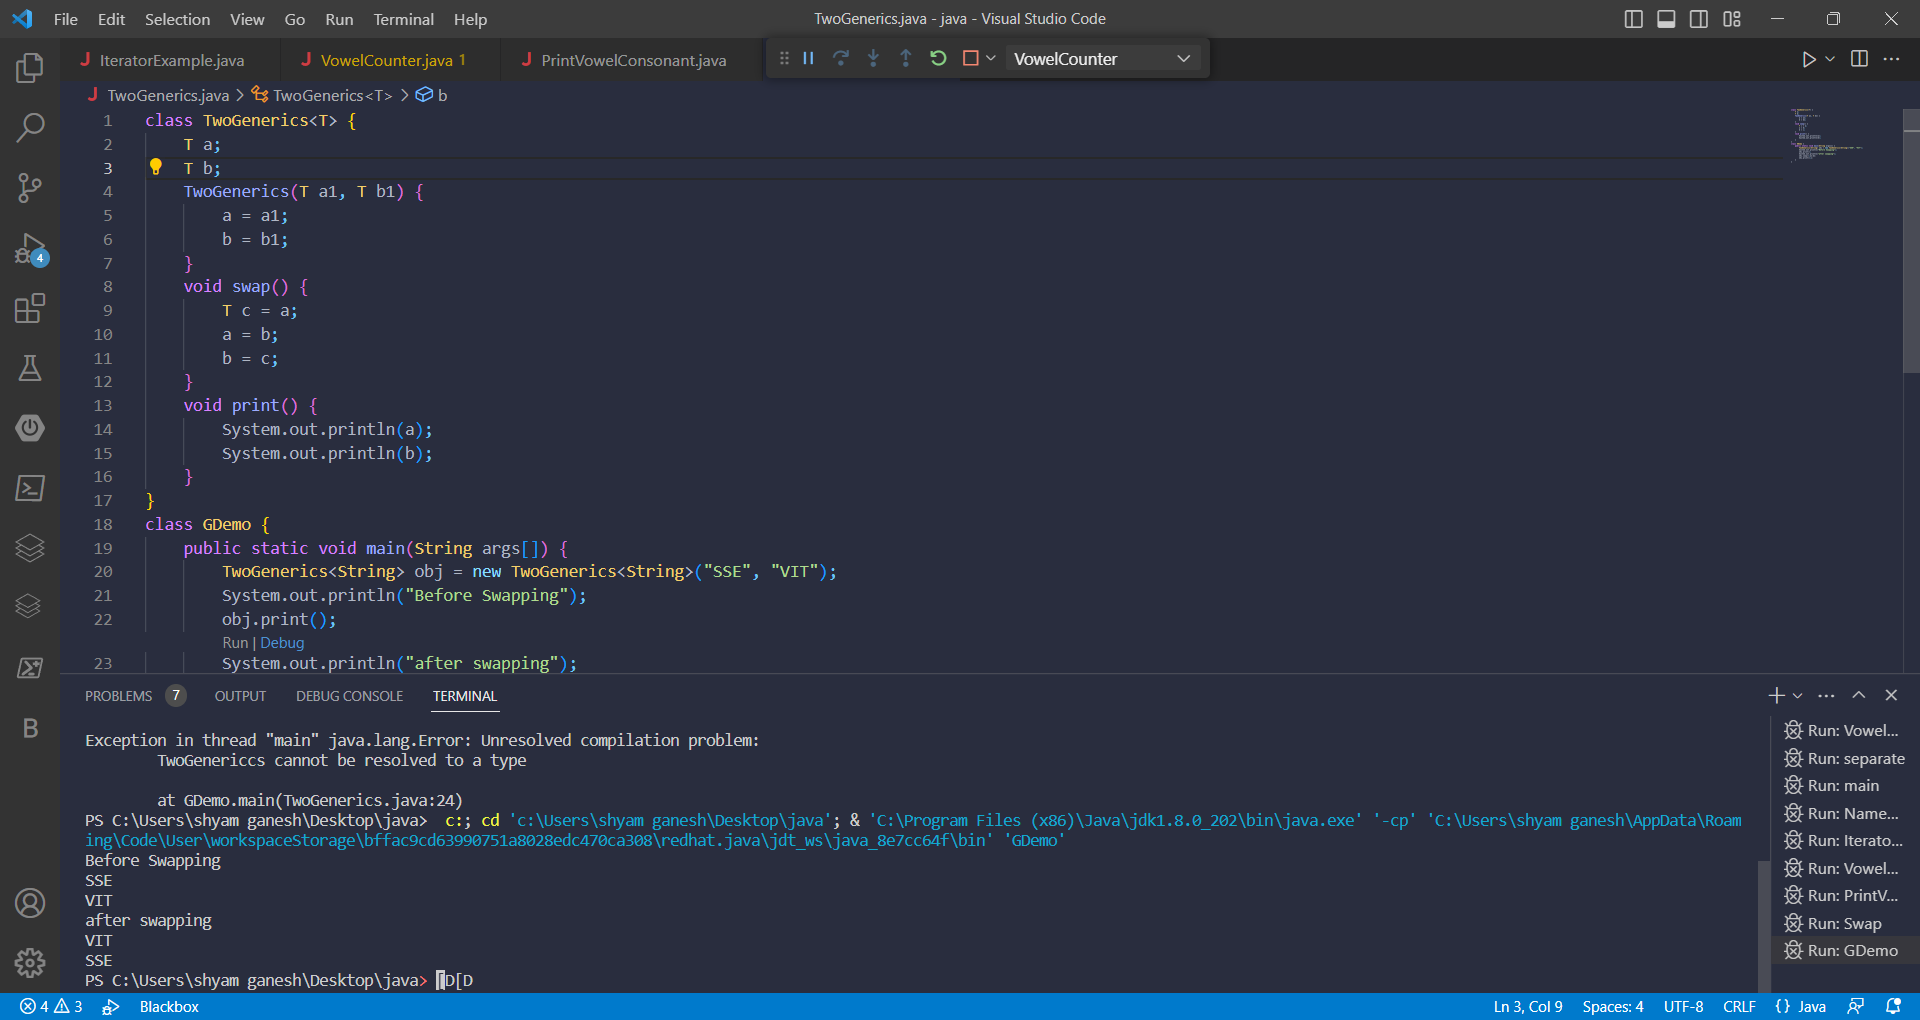 File Edit Selection View Go Run Terminal Help
TwoGenerics.java - java - Visual Studio Code
IteratorExample.java
VowelCounter.java 1
PrintVowelConsonant.java
VowelCounter
TwoGenerics.java > TwoGenerics<T> > b
1 class TwoGenerics<T> {
2 T a;
3 T b;
4 TwoGenerics(T a1, T b1) {
5 a = a1;
6 b = b1;
7 }
8 void swap() {
9 T c = a;
10 a = b;
11 b = c;
12 }
13 void print() {
14 System.out.println(a);
15 System.out.println(b);
16 }
17 }
18 class GDemo {
19 public static void main(String args[]) {
20 TwoGenerics<String> obj = new TwoGenerics<String>("SSE", "VIT");
21 System.out.println("Before Swapping");
22 obj.print();
Run | Debug
23 System.out.println("after swapping");
4
B
PROBLEMS 7 OUTPUT DEBUG CONSOLE TERMINAL
Exception in thread "main" java.lang.Error: Unresolved compilation problem:
TwoGenericcs cannot be resolved to a type
at GDemo.main(TwoGenerics.java:24)
PS C:\Users\shyam ganesh\Desktop\java> c:; cd 'c:\Users\shyam ganesh\Desktop\java'; & 'C:\Program Files (x86)\Java\jdk1.8.0_202\bin\java.exe' '-cp' 'C:\Users\shyam ganesh\AppData\Roam
ing\Code\User\workspaceStorage\bffac9cd63990751a8028edc470ca308\redhat.java\jdt_ws\java_8e7cc64f\bin' 'GDemo'
Before Swapping
SSE
VIT
after swapping
VIT
SSE
PS C:\Users\shyam ganesh\Desktop\java> [D[D
Run: Vowel...
Run: separate
Run: main
Run: Name...
Run: Iterato...
Run: Vowel...
Run: PrintV...
Run: Swap
Run: GDemo
4 3 Blackbox
Ln 3, Col 9 Spaces: 4 UTF-8 CRLF {} Java